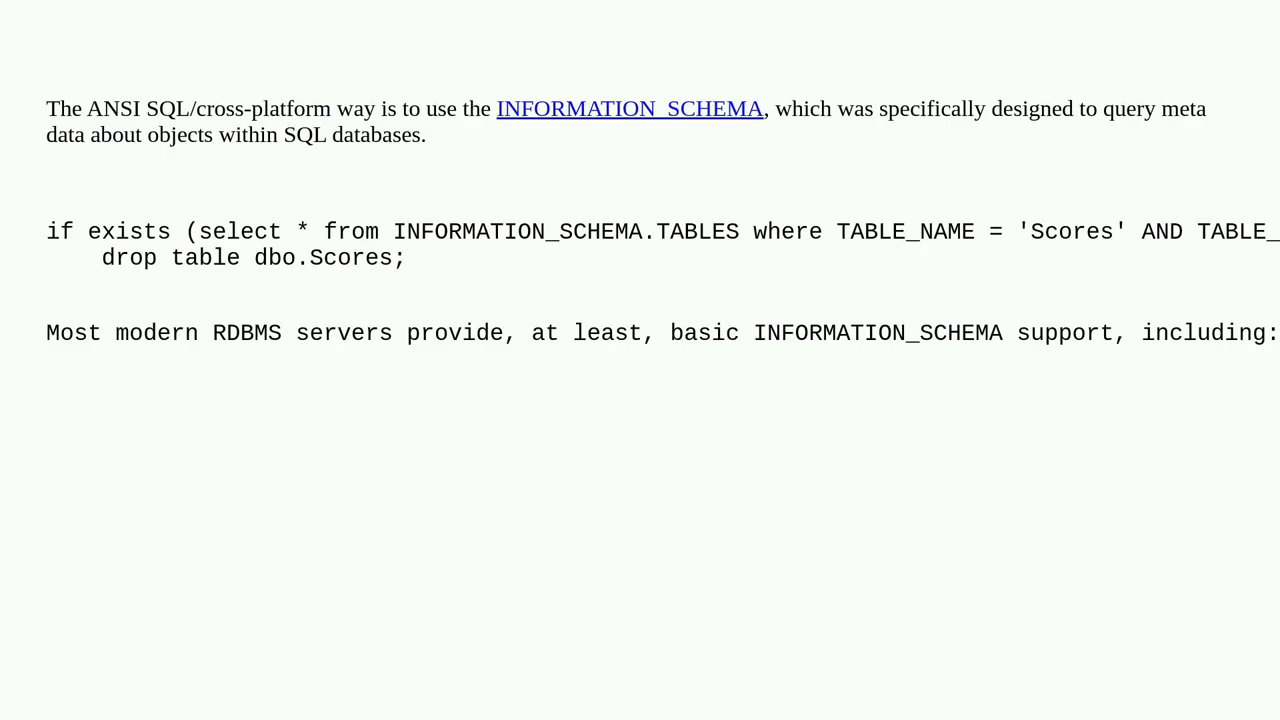 The ANSI SQL/cross-platform way is to use the INFORMATION_SCHEMA, which was specifically designed to query meta
data about objects within SQL databases.
if exists (select * from INFORMATION_SCHEMA.TABLES where TABLE_NAME = 'Scores' AND TABLE_
drop table dbo.Scores;
Most modern RDBMS servers provide, at least, basic INFORMATION_SCHEMA support, including: